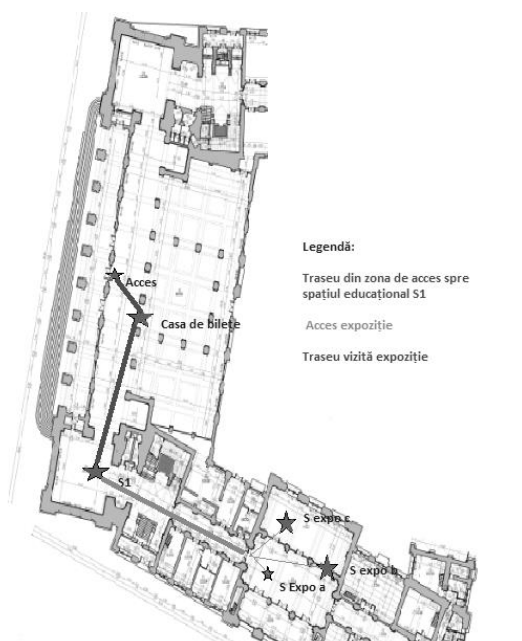 Acces
Casa de bilete
S1
S expo c
S expo b
S Expo a
Legendă:
Traseu din zona de acces spre
spațiul educațional S1
Acces expoziție
Traseu vizită expoziție